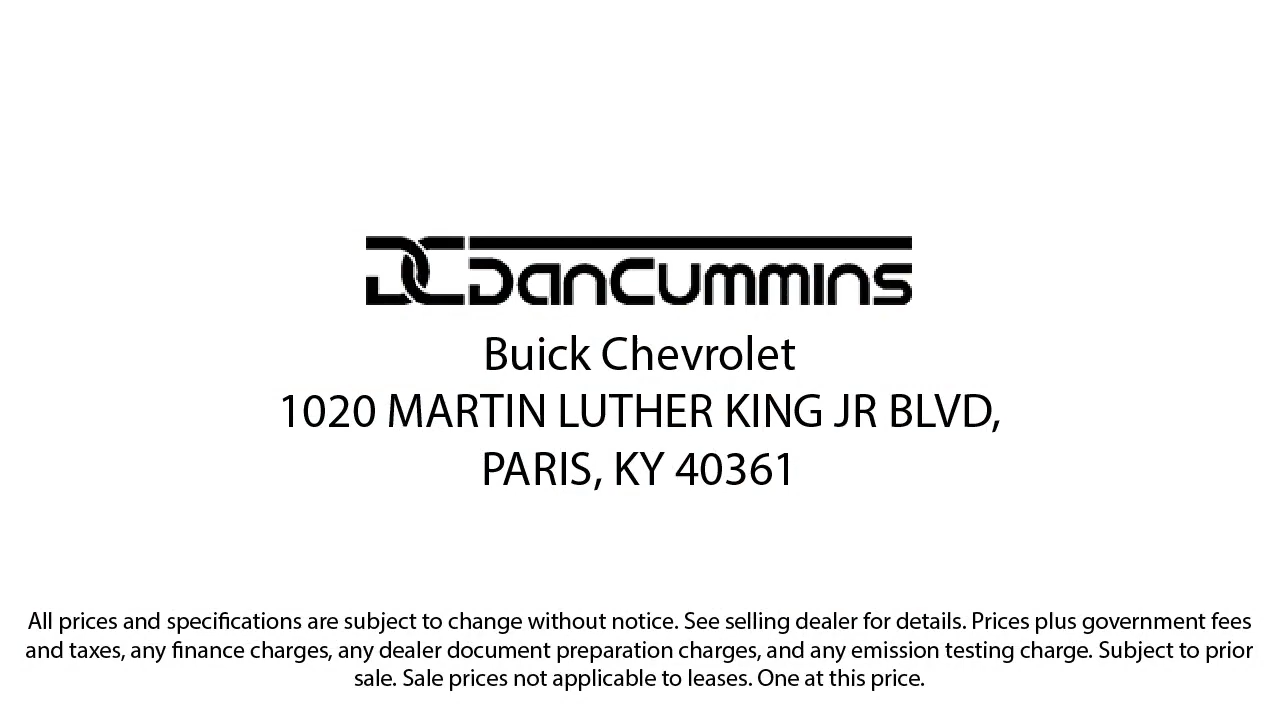 DC DanCummins
Buick Chevrolet
1020 MARTIN LUTHER KING JR BLVD,
PARIS, KY 40361
All prices and specifications are subject to change without notice. See selling dealer for details. Prices plus government fees
and taxes, any finance charges, any dealer document preparation charges, and any emission testing charge. Subject to prior
sale. Sale prices not applicable to leases. One at this price.